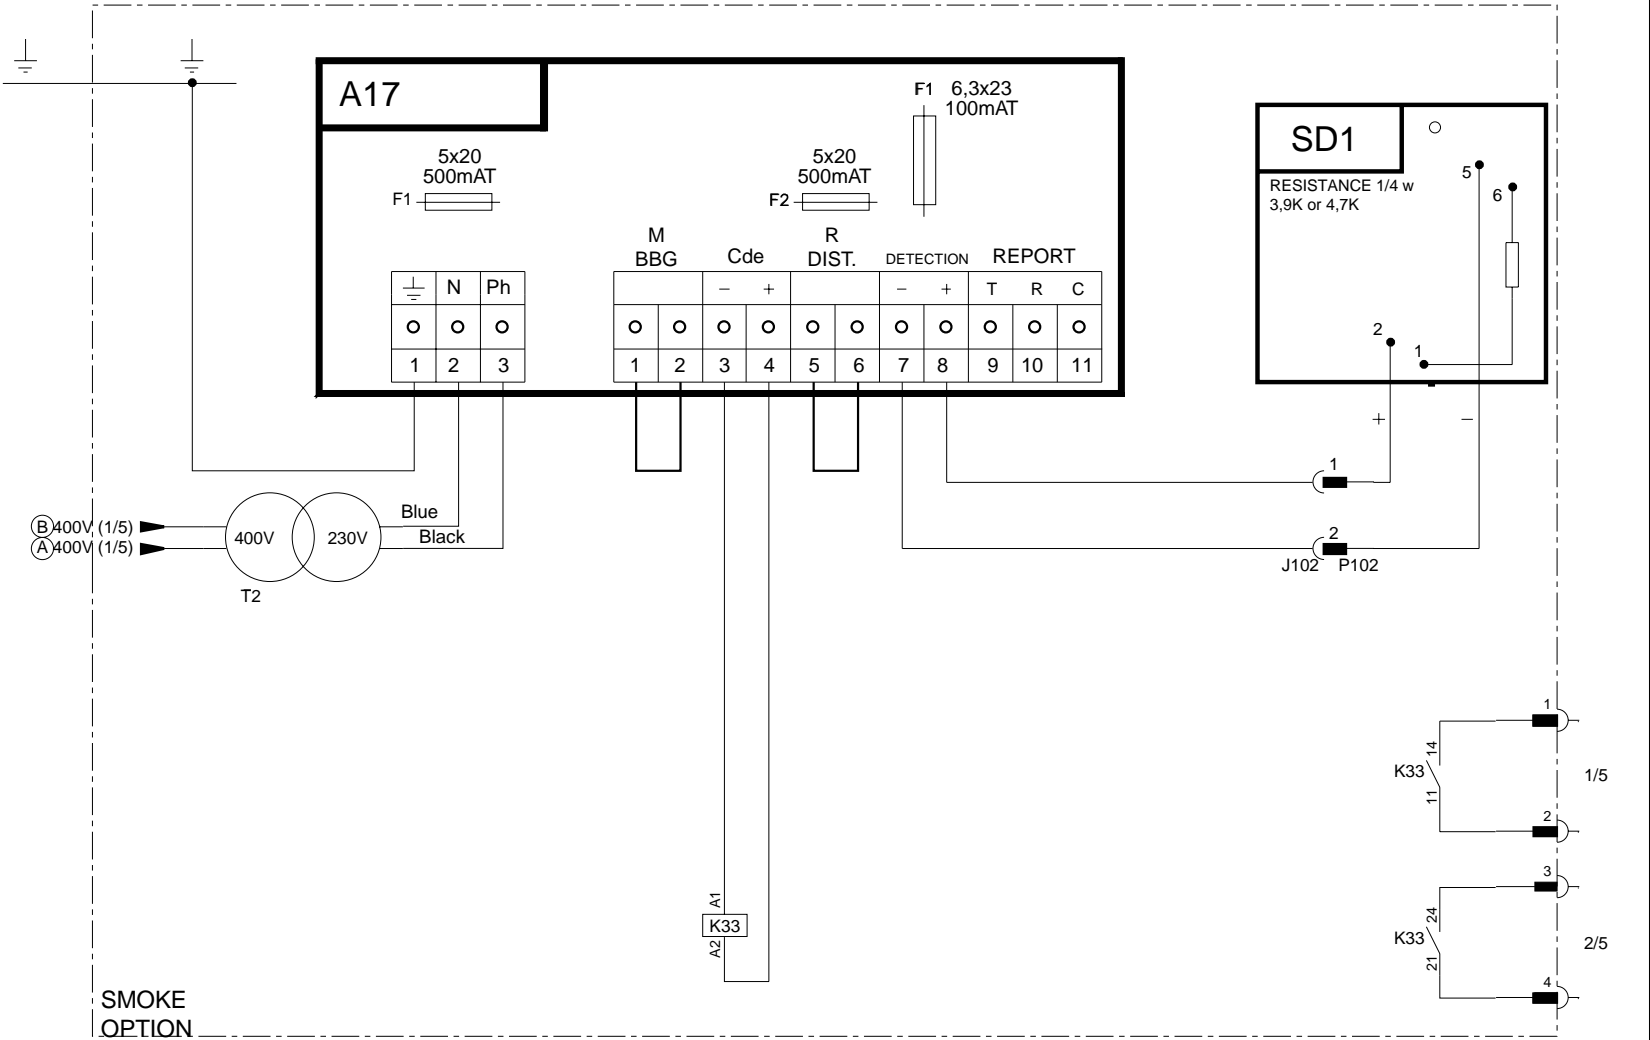 A17
F1 6,3x23
100mAT
5x20
500mAT
F1
5x20
500mAT
F2
M
BBG
Cde
R
DIST.
DETECTION
REPORT
N Ph
− + − + T R C
1 2 3
1 2 3 4 5 6 7 8 9 10 11
SD1
RESISTANCE 1/4 w
3,9K or 4,7K
5
6
2
1
+ −
1
2
J102 P102
B 400V (1/5)
A 400V (1/5)
400V 230V
T2
Blue
Black
A1
K33
A2
1
14
K33
11
2
1/5
3
24
K33
21
4
2/5
SMOKE
OPTION